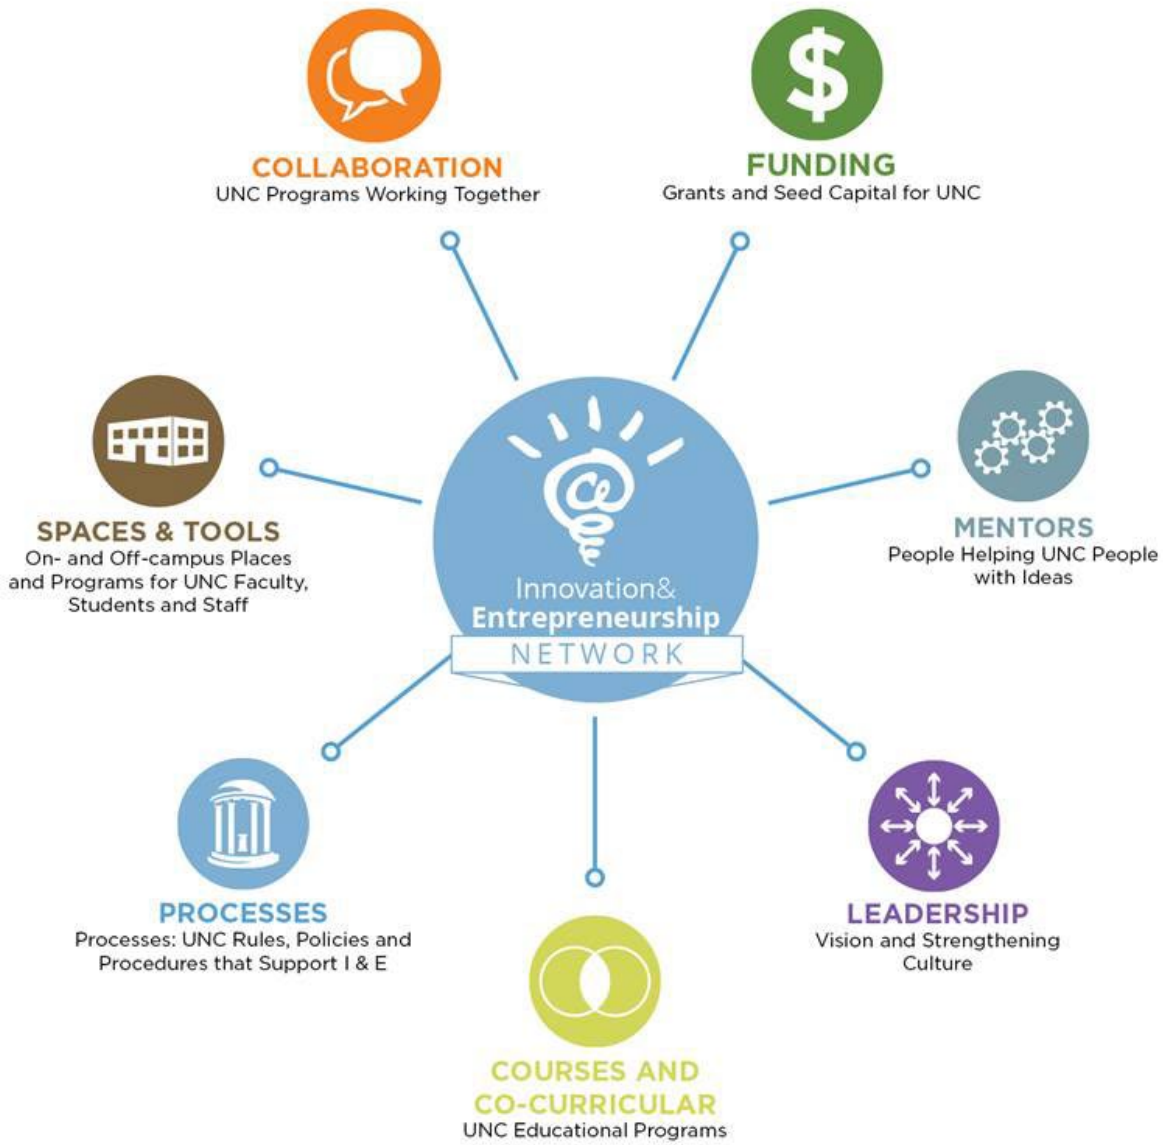 COLLABORATION
UNC Programs Working Together
$
FUNDING
Grants and Seed Capital for UNC
SPACES & TOOLS
On- and Off-campus Places
and Programs for UNC Faculty,
Students and Staff
MENTORS
People Helping UNC People
with Ideas
Innovation&
Entrepreneurship
NETWORK
PROCESSES
Processes: UNC Rules, Policies and
Procedures that Support I & E
LEADERSHIP
Vision and Strengthening
Culture
COURSES AND
CO-CURRICULAR
UNC Educational Programs